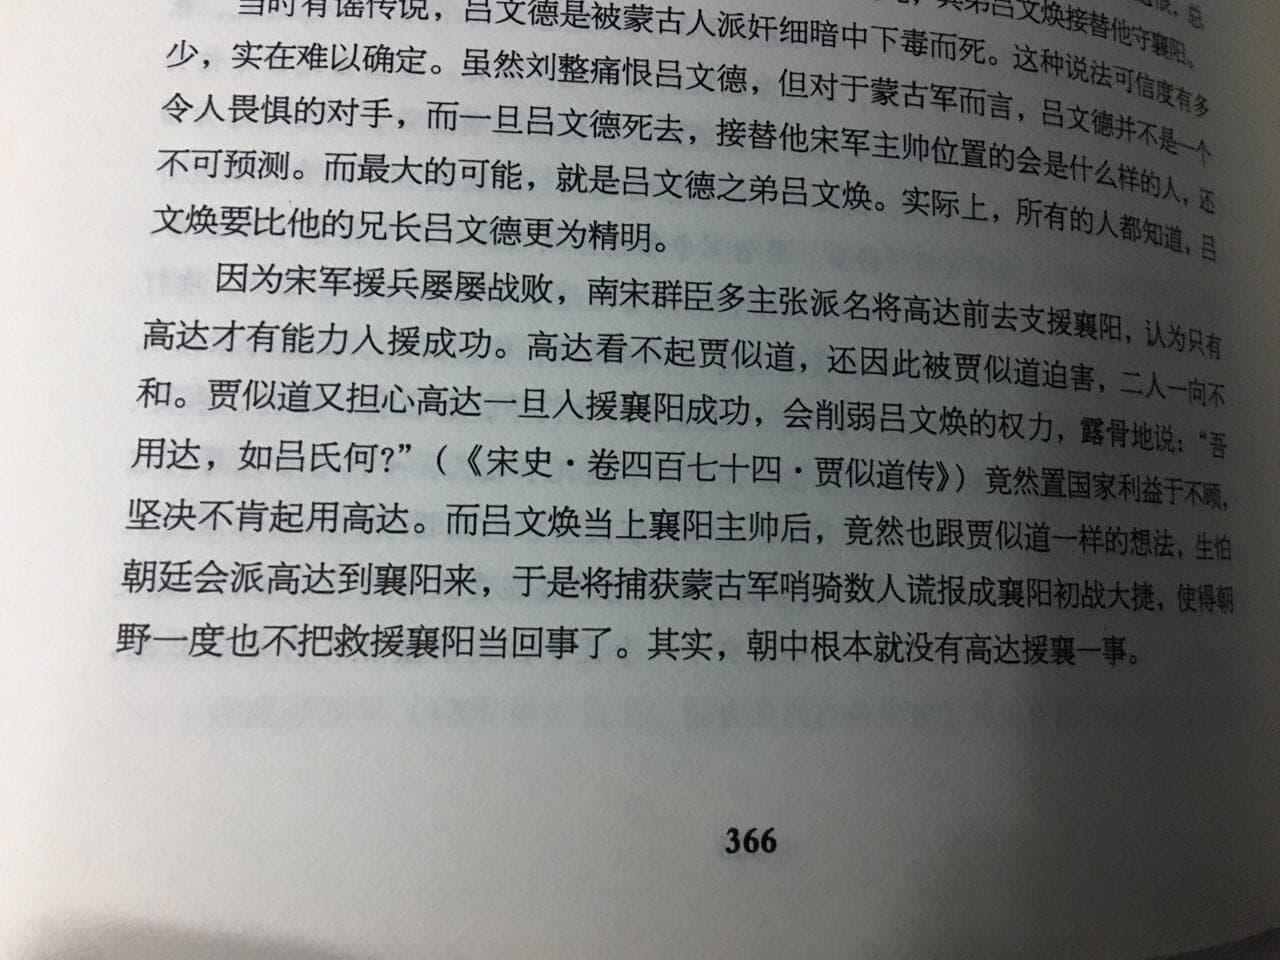 当时有谣传说，吕文德是被蒙古人派奸细暗中下毒而死。这种说法可信度有多
其弟吕文焕接替他守襄阳。
少，实在难以确定。虽然刘整痛恨吕文德，但对于蒙古军而言，吕文德并不是一个
令人畏惧的对手，而一旦吕文德死去，接替他宋军主帅位置的会是什么样的人，还
不可预测。而最大的可能，就是吕文德之弟吕文焕。实际上，所有的人都知道，吕
文焕要比他的兄长吕文德更为精明。
因为宋军援兵屡屡战败，南宋群臣多主张派名将高达前去支援襄阳，认为只有
高达才有能力人援成功。高达看不起贾似道，还因此被贾似道迫害，二人一向不
和。贾似道又担心高达一旦入援襄阳成功，会削弱吕文焕的权力，露骨地说：“吾
用达，如吕氏何？”（《宋史·卷四百七十四·贾似道传》）竟然置国家利益于不顾，
坚决不肯起用高达。而吕文焕当上襄阳主帅后，竟然也跟贾似道一样的想法，生怕
朝廷会派高达到襄阳来，于是将捕获蒙古军哨骑数人谎报成襄阳初战大捷，使得朝
野一度也不把救援襄阳当回事了。其实，朝中根本就没有高达援襄一事。
366